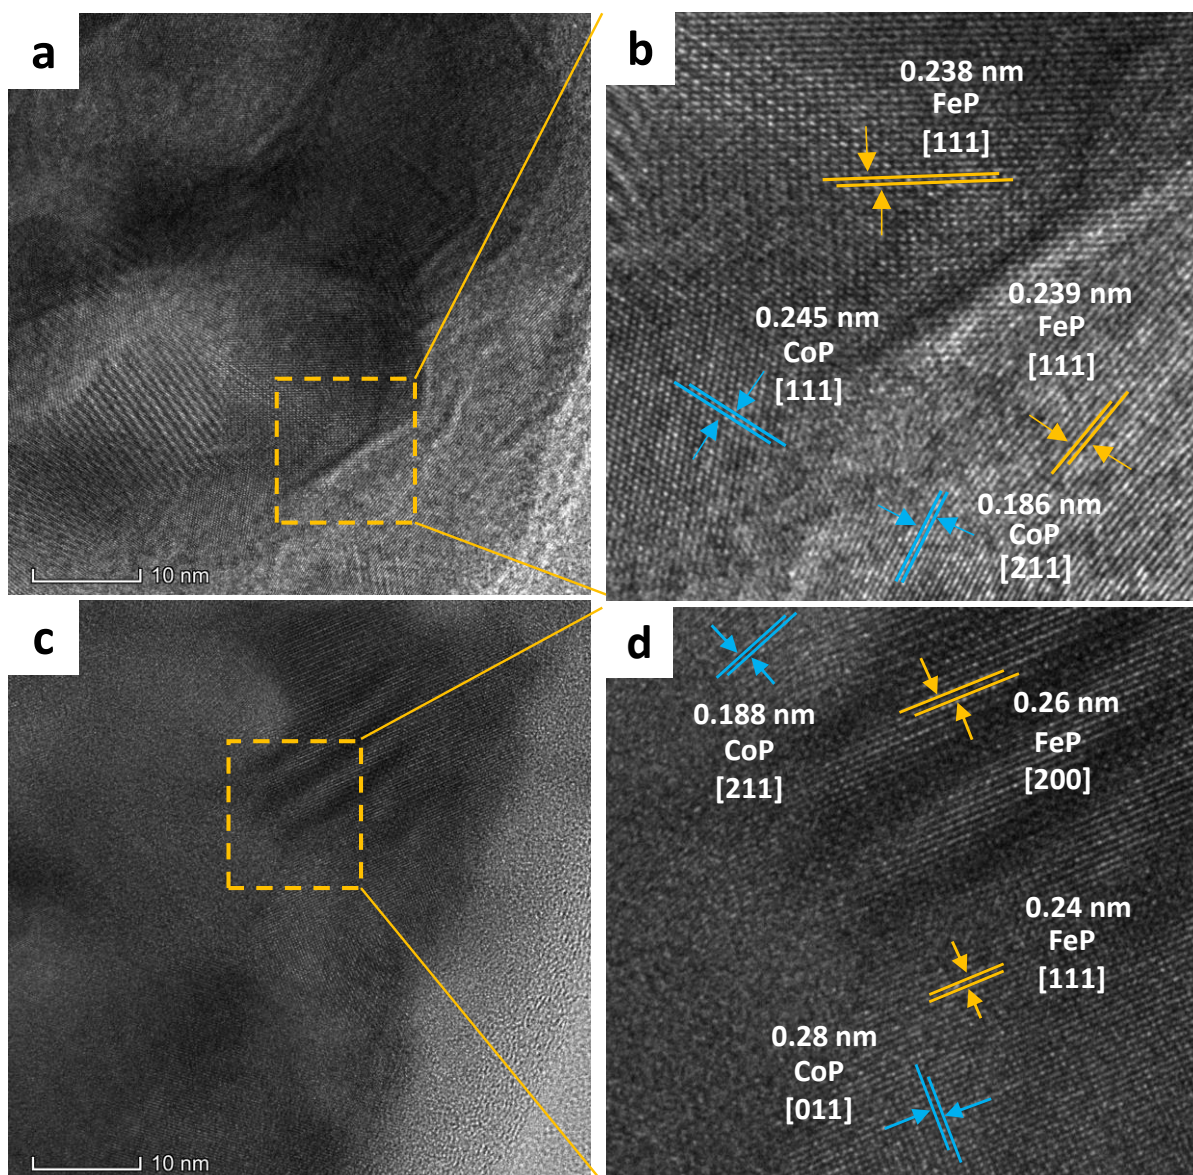 a
10 nm
b
0.238 nm
FeP
[111]
0.239 nm
FeP
[111]
0.245 nm
CoP
[111]
0.186 nm
CoP
[211]
c
10 nm
d
0.188 nm
CoP
[211]
0.26 nm
FeP
[200]
0.24 nm
FeP
[111]
0.28 nm
CoP
[011]